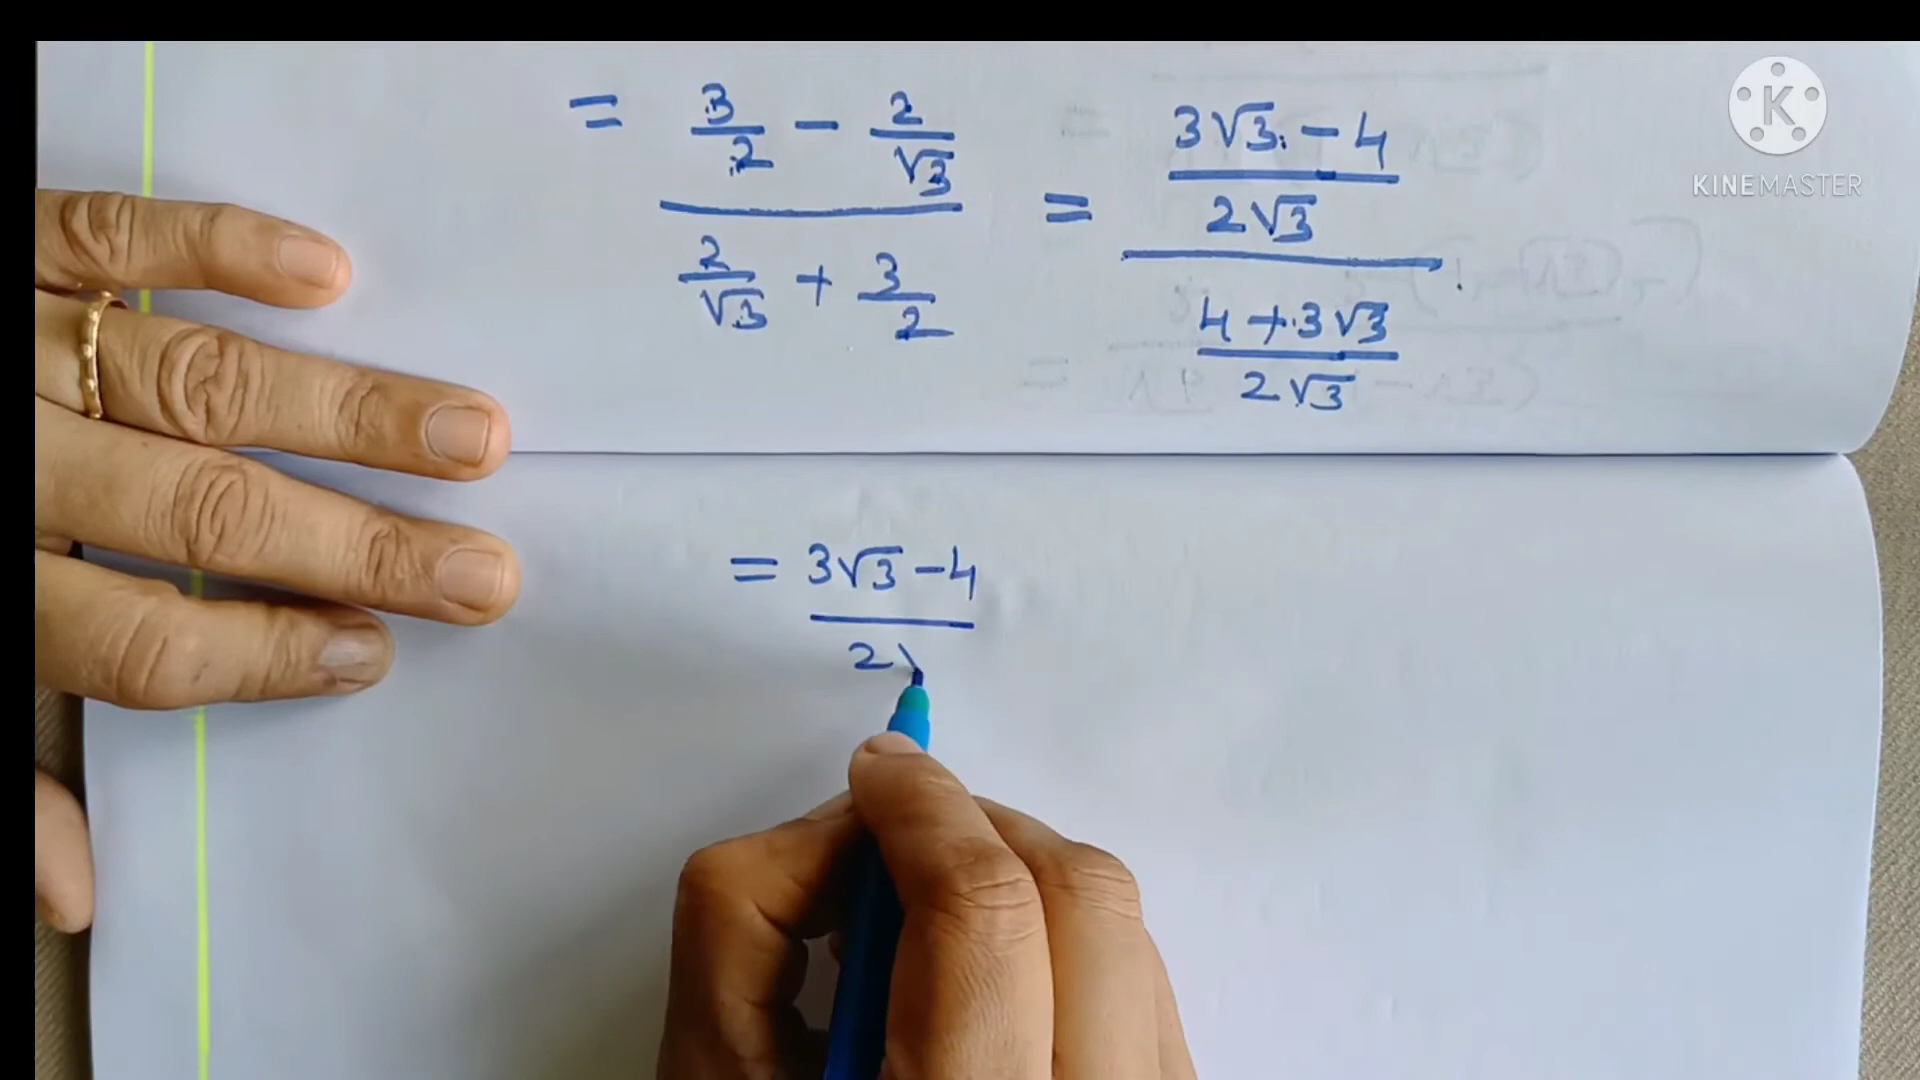 = 3/2 - 2/√3
2/√3 + 3/2
= 3√3 - 4
2√3
4 + 3√3
2√3
= 3√3 - 4
2
KINEMASTER